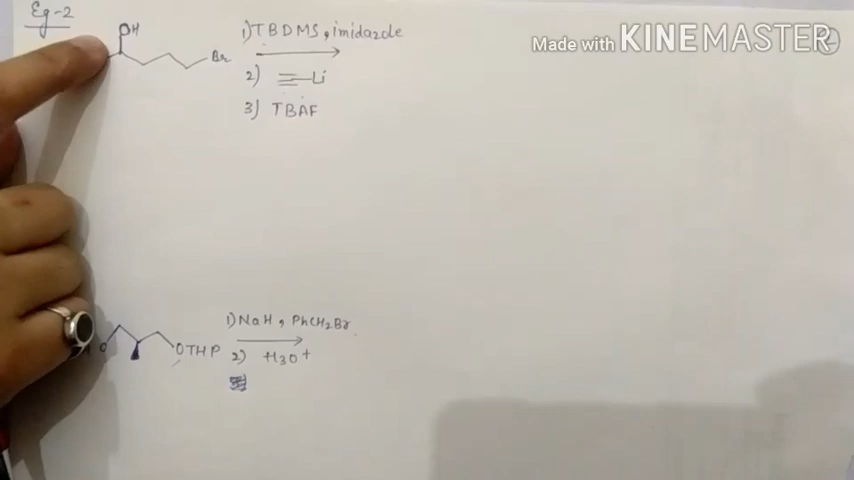 Eg-2
OH
Br
1) TBDMS, imidazole
2) Li
3) TBAF
Made with KINEMASTER
O
OTHP
1) NaH, PhCH2Br
2) H3O+